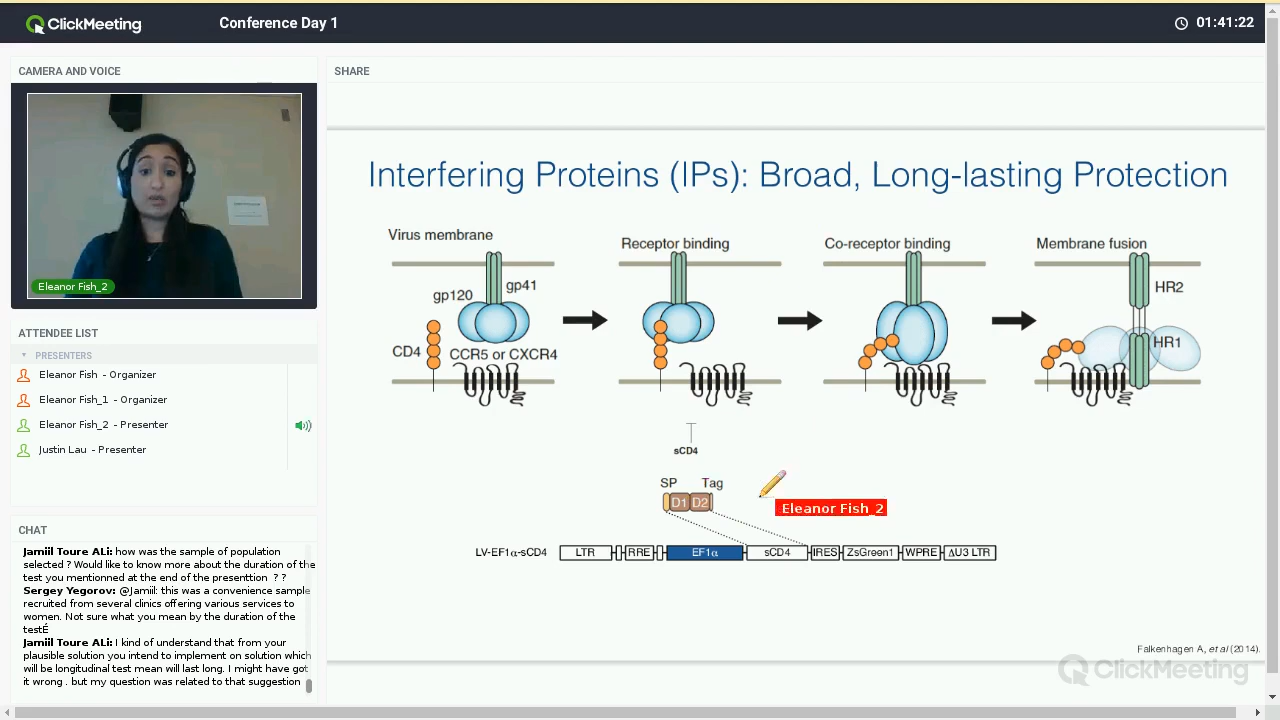 ClickMeeting
Conference Day 1
01:41:22
CAMERA AND VOICE
SHARE
Eleanor Fish_2
ATTENDEE LIST
PRESENTERS
Eleanor Fish - Organizer
Eleanor Fish_1 - Organizer
Eleanor Fish_2 - Presenter
Justin Lau - Presenter
CHAT
Jamiil Toure ALi: how was the sample of population
selected ? Would like to know more about the duration of the
test you mentionned at the end of the presenttion ? ?
Sergey Yegorov: @Jamiil: this was a convenience sample
recruited from several clinics offering various services to
women. Not sure what you mean by the duration of the
testÉ
Jamiil Toure ALi: I kind of understand that from your
plausible solution you intend to implement on solution which
will be longitudinal test mean will last long. I might have got
it wrong . but my question was related to that suggestion
Interfering Proteins (IPs): Broad, Long-lasting Protection
Virus membrane
Receptor binding
Co-receptor binding
Membrane fusion
gp120
gp41
CD4
CCR5 or CXCR4
HR2
HR1
sCD4
SP
Tag
D1
D2
Eleanor Fish_2
LV-EF1α-sCD4
LTR
RRE
EF1α
sCD4
IRES
ZsGreen1
WPRE
ΔU3 LTR
Falkenhagen A, et al (2014).
ClickMeeting